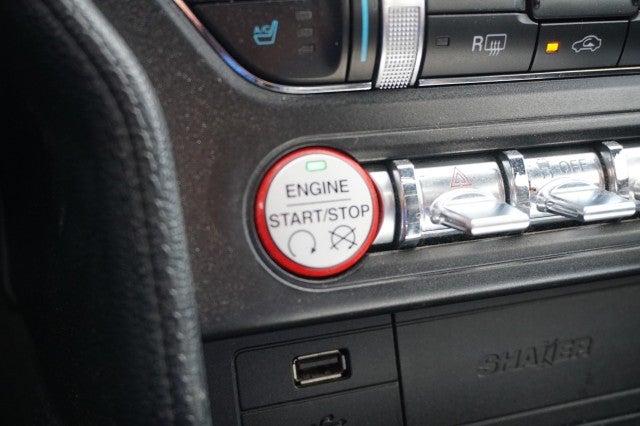 A/C
R
ENGINE
START/STOP
OFF
SHAKER